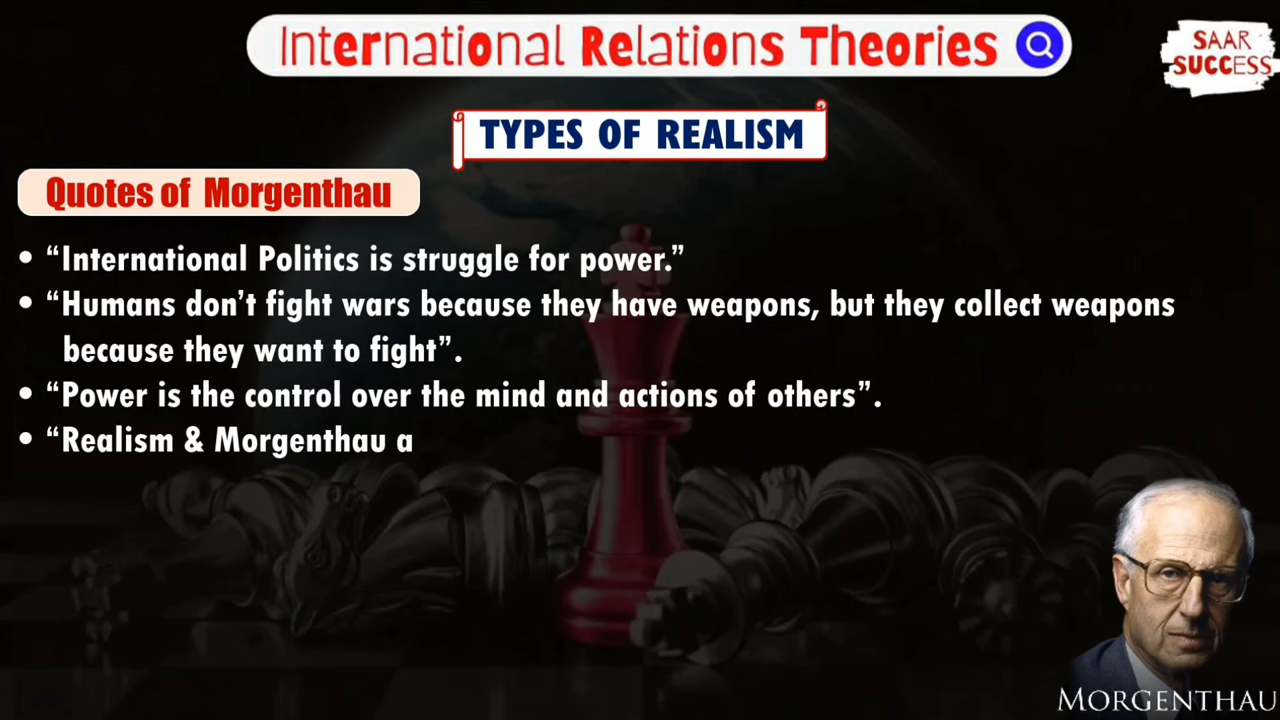 International Relations Theories
SAAR
SUCCESS
TYPES OF REALISM
Quotes of Morgenthau
• “International Politics is struggle for power.”
• “Humans don’t fight wars because they have weapons, but they collect weapons
because they want to fight”.
• “Power is the control over the mind and actions of others”.
• “Realism & Morgenthau a
MORGENTHAU